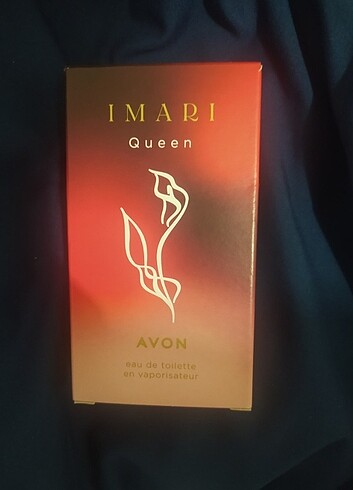 IMARI
Queen
AVON
eau de toilette
en vaporisateur